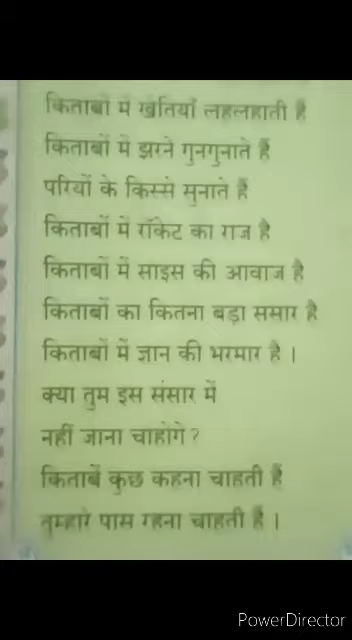 किताबों में खेतियाँ लहलहाती हैं
किताबों में झरने गुनगुनाते हैं
परियों के किस्से सुनाते हैं
किताबों में रॉकेट का राज है
किताबों में साइंस की आवाज है
किताबों का कितना बड़ा संसार है
किताबों में ज्ञान की भरमार है ।
क्या तुम इस संसार में
नहीं जाना चाहोगे ?
किताबें कुछ कहना चाहती हैं
तुम्हारे पास रहना चाहती हैं ।
PowerDirector